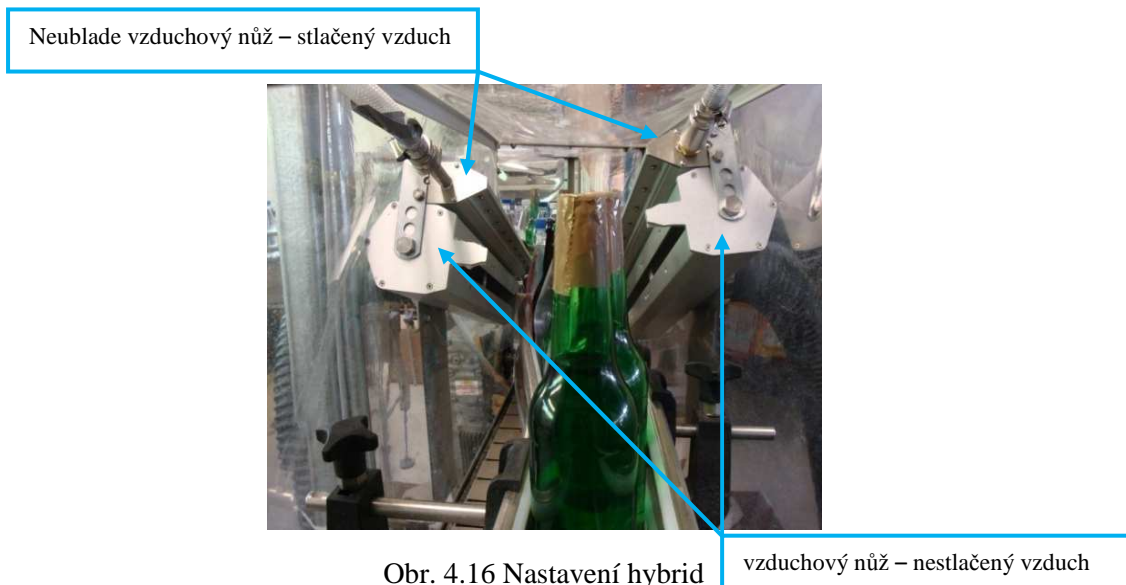 Neublade vzduchový nůž – stlačený vzduch
Obr. 4.16 Nastavení hybrid
vzduchový nůž – nestlačený vzduch